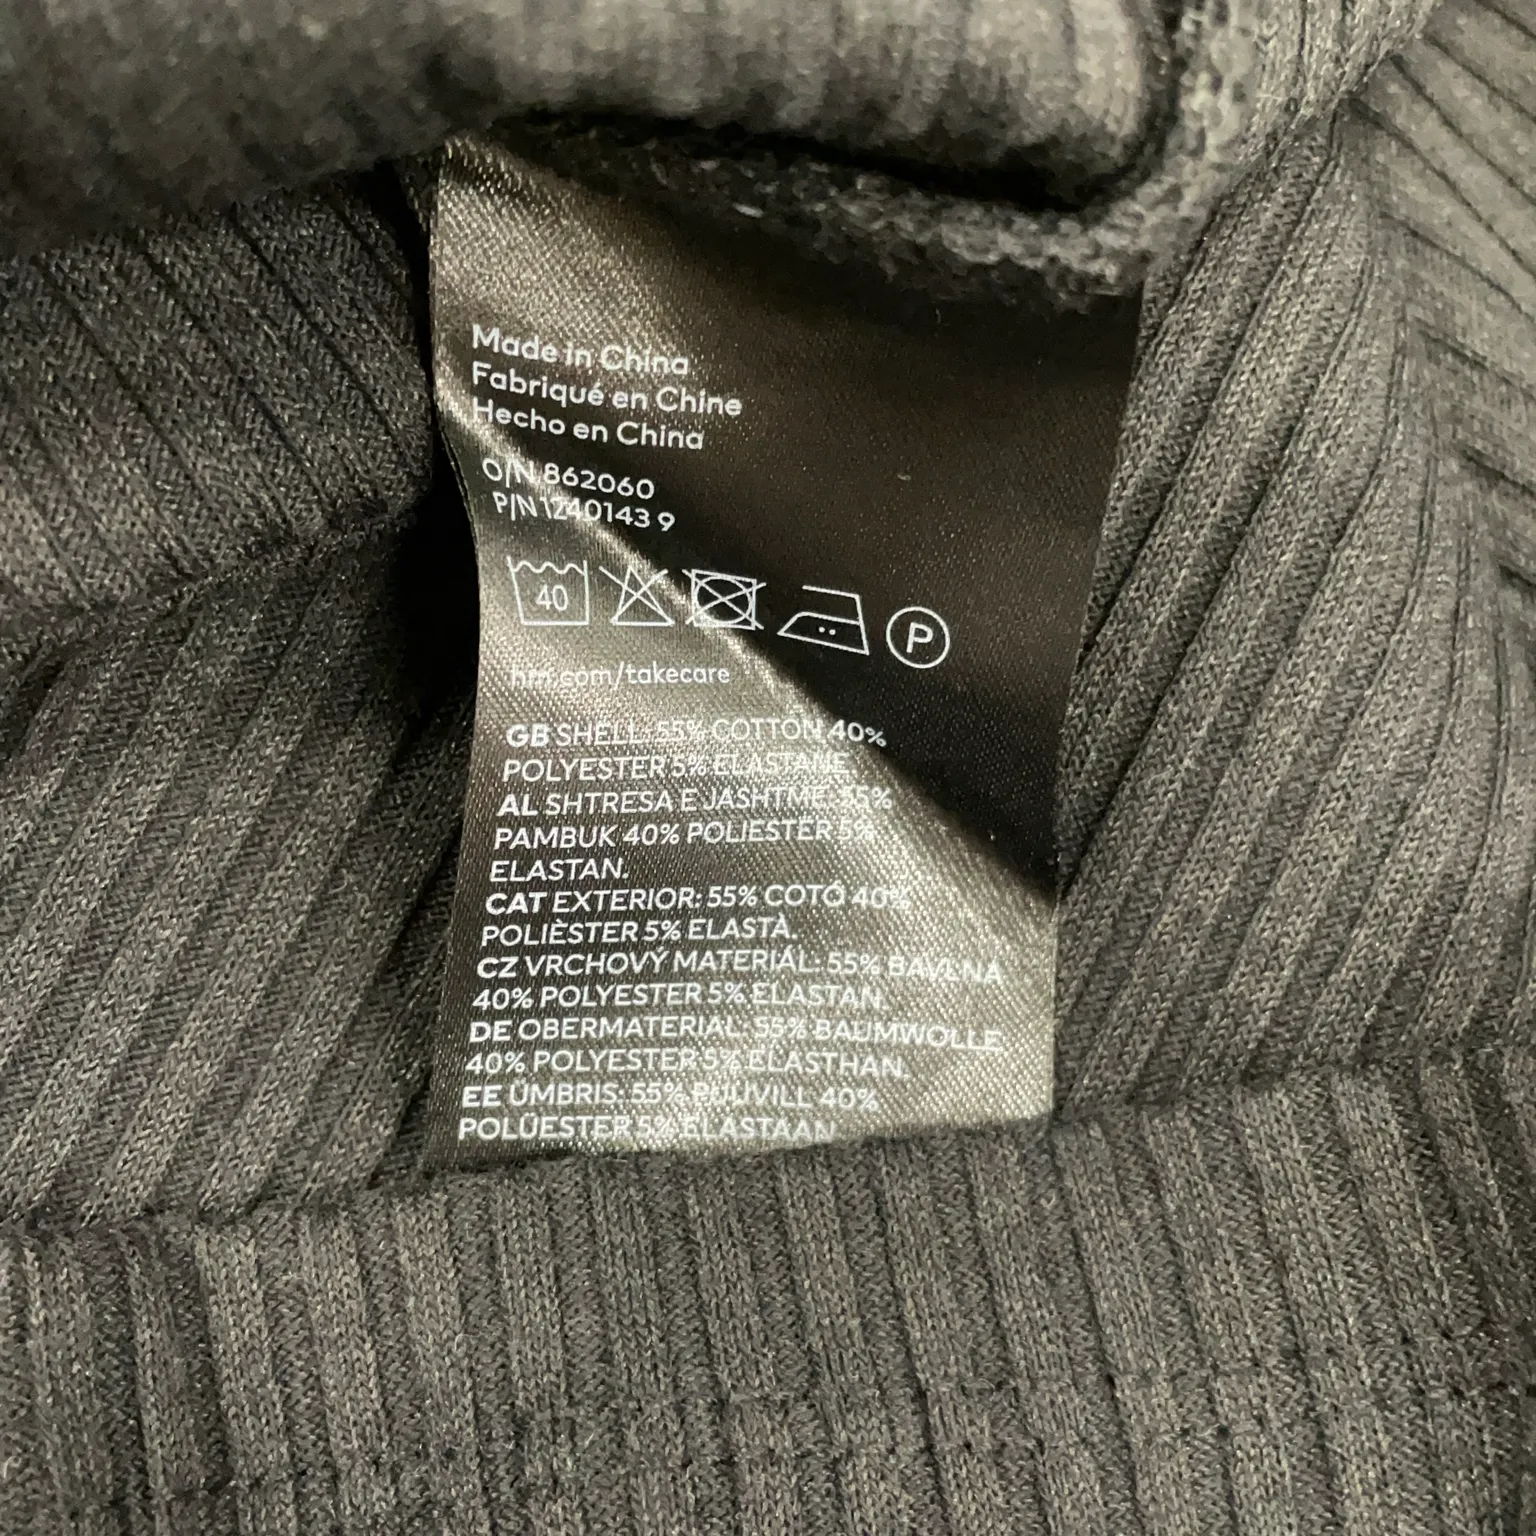 Made in China
Fabriqué en Chine
Hecho en China
O/N 862060
P/N 1240143 9
40
P
hm.com/takecare
GB SHELL: 55% COTTON 40%
POLYESTER 5% ELASTANE
AL SHTRESA E JASHTME: 55%
PAMBUK 40% POLIESTER 5%
ELASTAN.
CAT EXTERIOR: 55% COTÓ 40%
POLIÈSTER 5% ELASTÀ.
CZ VRCHOVÝ MATERIÁL: 55% BAVLNA
40% POLYESTER 5% ELASTAN.
DE OBERMATERIAL: 55% BAUMWOLLE
40% POLYESTER 5% ELASTHAN.
EE ÜMBRIS: 55% PUUVILL 40%
POLÜESTER 5% ELASTAAN.